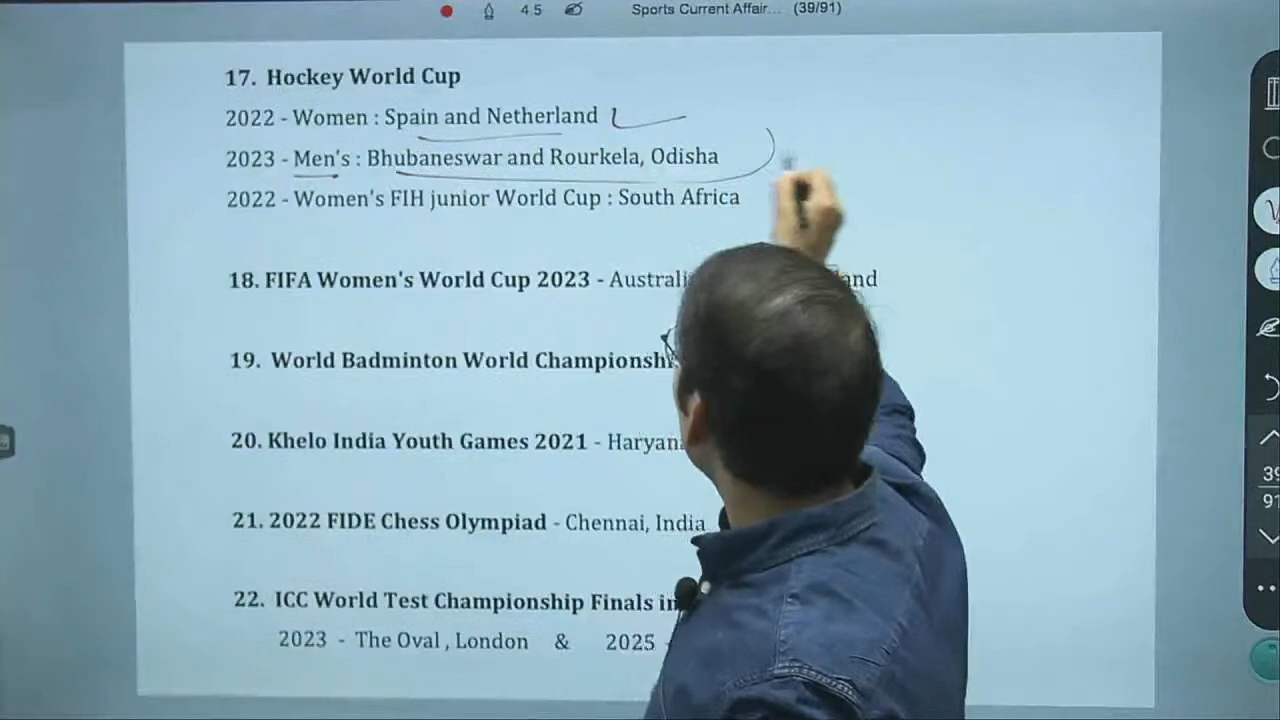 4.5 Sports Current Affair... (39/91)
17. Hockey World Cup
2022 - Women : Spain and Netherland
2023 - Men's : Bhubaneswar and Rourkela, Odisha
2022 - Women's FIH junior World Cup : South Africa
18. FIFA Women's World Cup 2023 - Australi and
19. World Badminton World Championshi
20. Khelo India Youth Games 2021 - Haryan
21. 2022 FIDE Chess Olympiad - Chennai, India
22. ICC World Test Championship Finals in
2023 - The Oval , London & 2025 -
39
91